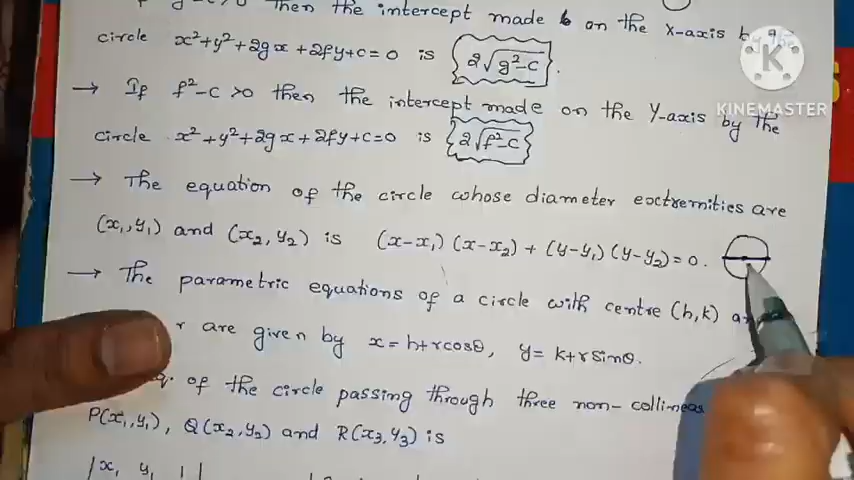 then the intercept made on the X-axis
circle x²+y²+2gx+2fy+c=0 is 2√g²-c .
→ If f²-c >0 then the intercept made on the Y-axis by the
circle x²+y²+2gx+2fy+c=0 is 2√f²-c
→ The equation of the circle whose diameter extremities are
(x₁,y₁) and (x₂,y₂) is (x-x₁)(x-x₂)+(y-y₁)(y-y₂)=0.
→ The parametric equations of a circle with centre (h,k)
r are given by x=h+rcosθ, y=k+rsinθ.
of the circle passing through three non-
P(x₁,y₁), Q(x₂,y₂) and R(x₃,y₃) is
|x₁ y₁ 1|
K
KINEMASTER